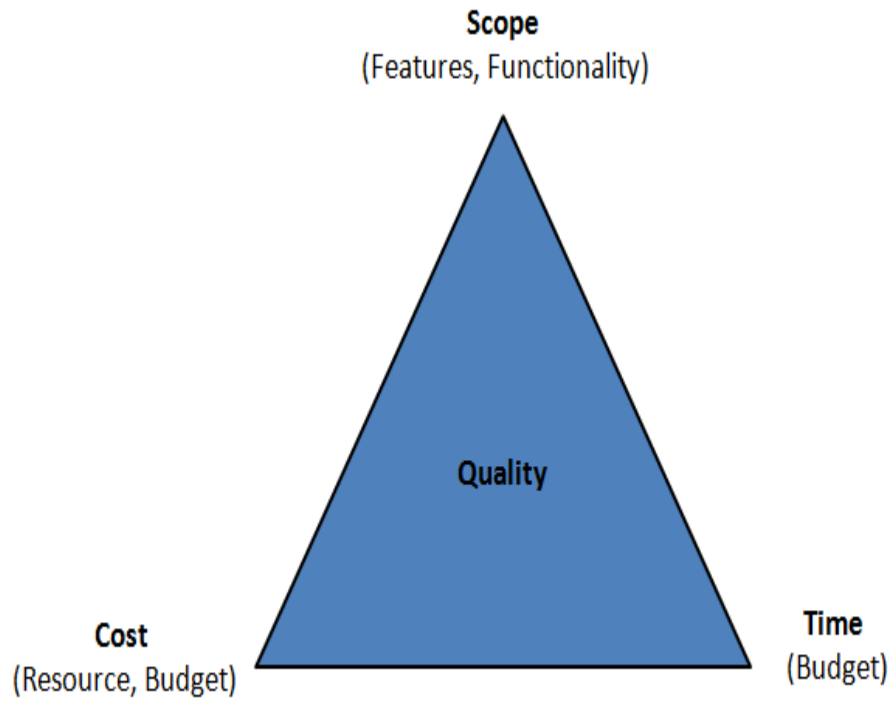 Scope
(Features, Functionality)
Quality
Cost
(Resource, Budget)
Time
(Budget)